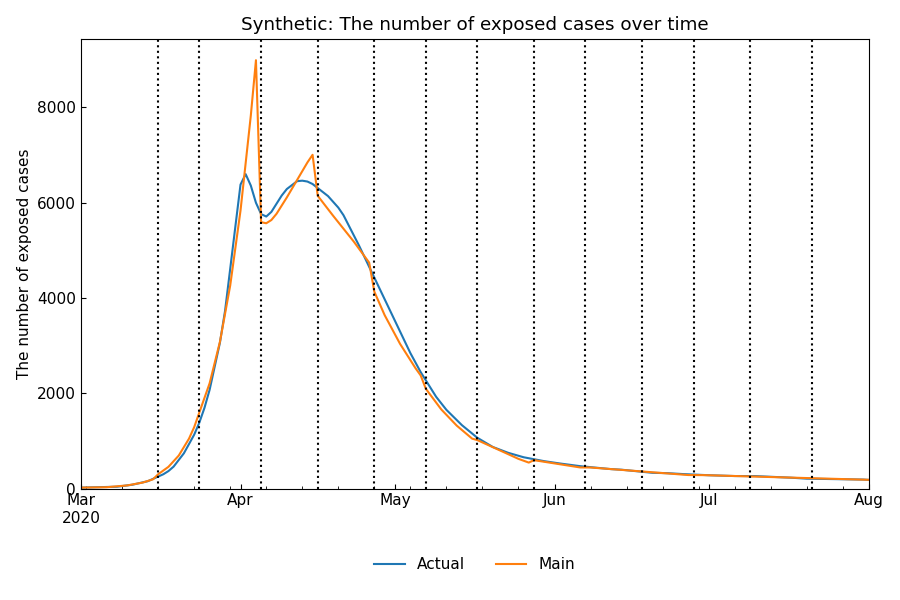 Synthetic: The number of exposed cases over time
The number of exposed cases
8000
6000
4000
2000
0
Mar Apr May Jun Jul Aug
2020
Actual Main